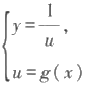 y = 1/u,
u = g(x)